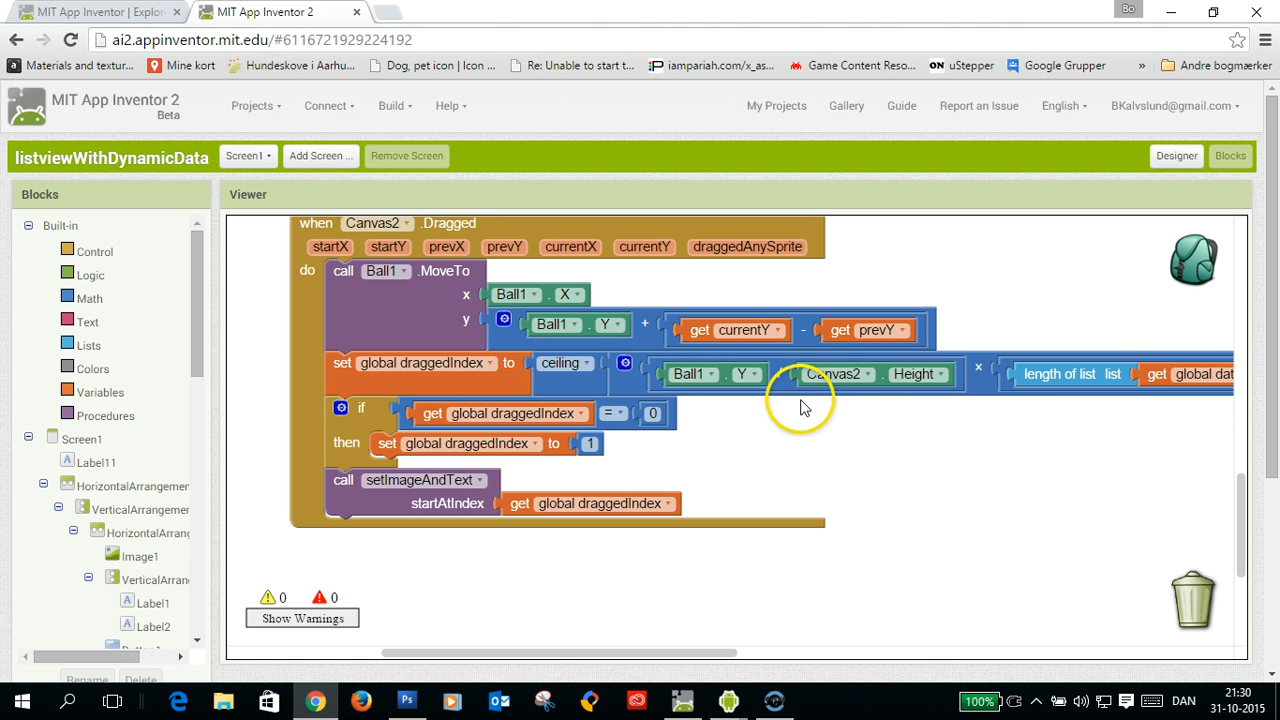 MIT App Inventor | Explor
MIT App Inventor 2
Bo
ai2.appinventor.mit.edu/#6116721929224192
Materials and textur...
Mine kort
Hundeskove i Aarhu...
Dog, pet icon | Icon ...
Re: Unable to start t...
iampariah.com/x_as...
Game Content Reso...
ON uStepper
Google Grupper
»
Andre bogmærker
MIT App Inventor 2
Beta
Projects
Connect
Build
Help
My Projects
Gallery
Guide
Report an Issue
English
BKalvslund@gmail.com
listviewWithDynamicData
Screen1
Add Screen ...
Remove Screen
Designer
Blocks
Blocks
Viewer
Built-in
Control
Logic
Math
Text
Lists
Colors
Variables
Procedures
Screen1
Label11
HorizontalArrangemen
VerticalArrangemen
HorizontalArran
Image1
VerticalArran
Label1
Label2
Rename
Delete
when Canvas2 .Dragged
startX startY prevX prevY currentX currentY draggedAnySprite
do call Ball1 .MoveTo
x Ball1 . X
y Ball1 . Y + get currentY - get prevY
set global draggedIndex to ceiling Ball1 . Y / Canvas2 . Height × length of list list get global dat
if get global draggedIndex = 0
then set global draggedIndex to 1
call setImageAndText
startAtIndex get global draggedIndex
0 0
Show Warnings
100%
DAN
21:30
31-10-2015